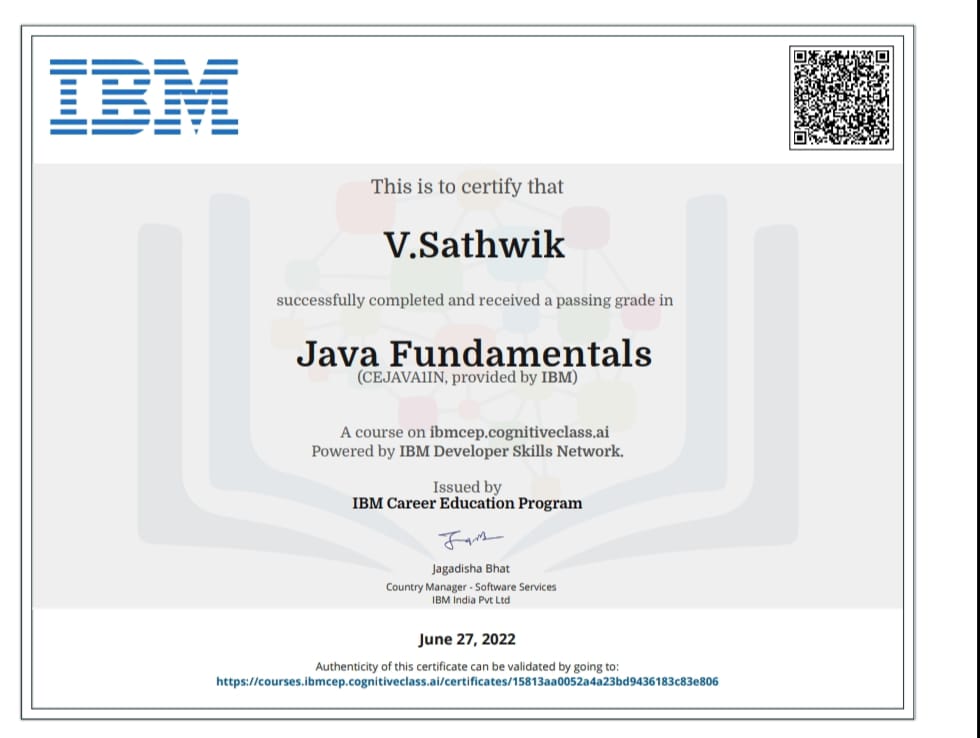 IBM
This is to certify that
V.Sathwik
successfully completed and received a passing grade in
Java Fundamentals
(CEJAVA1IN, provided by IBM)
A course on ibmcep.cognitiveclass.ai
Powered by IBM Developer Skills Network.
Issued by
IBM Career Education Program
Jagadisha Bhat
Country Manager - Software Services
IBM India Pvt Ltd
June 27, 2022
Authenticity of this certificate can be validated by going to:
https://courses.ibmcep.cognitiveclass.ai/certificates/15813aa0052a4a23bd9436183c83e806